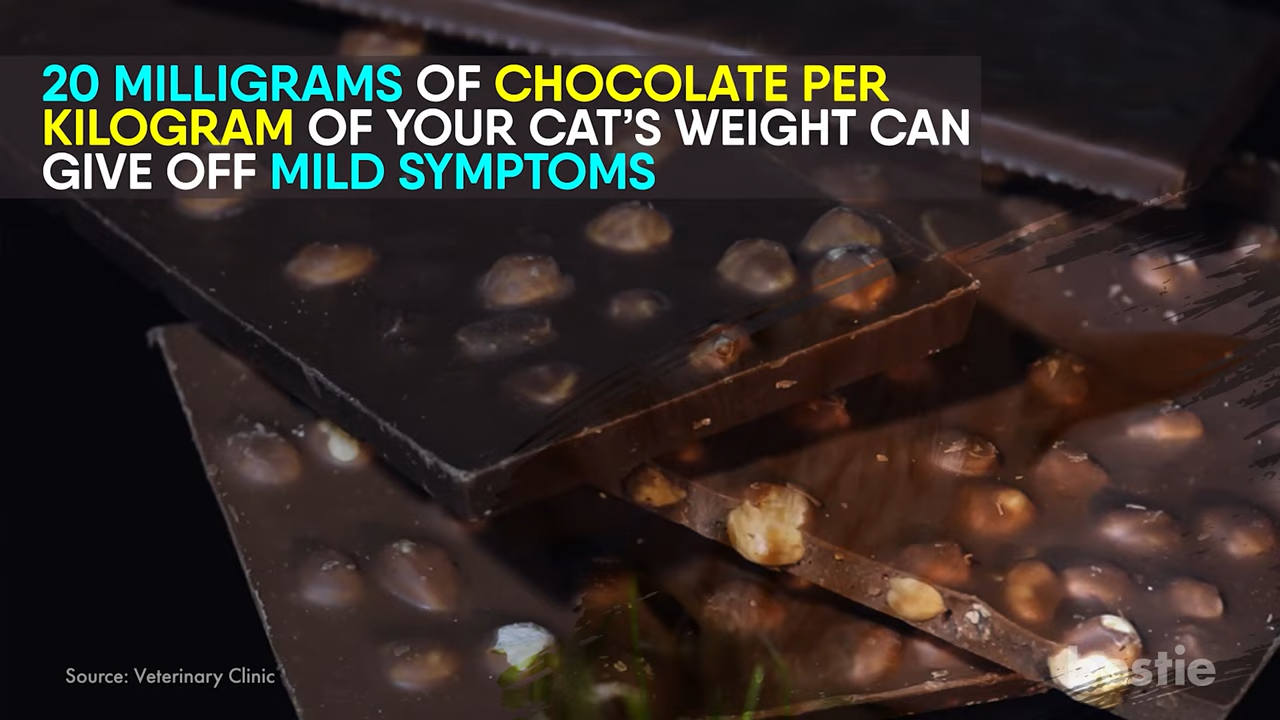 20 MILLIGRAMS OF CHOCOLATE PER
KILOGRAM OF YOUR CAT'S WEIGHT CAN
GIVE OFF MILD SYMPTOMS
Source: Veterinary Clinic
bestie